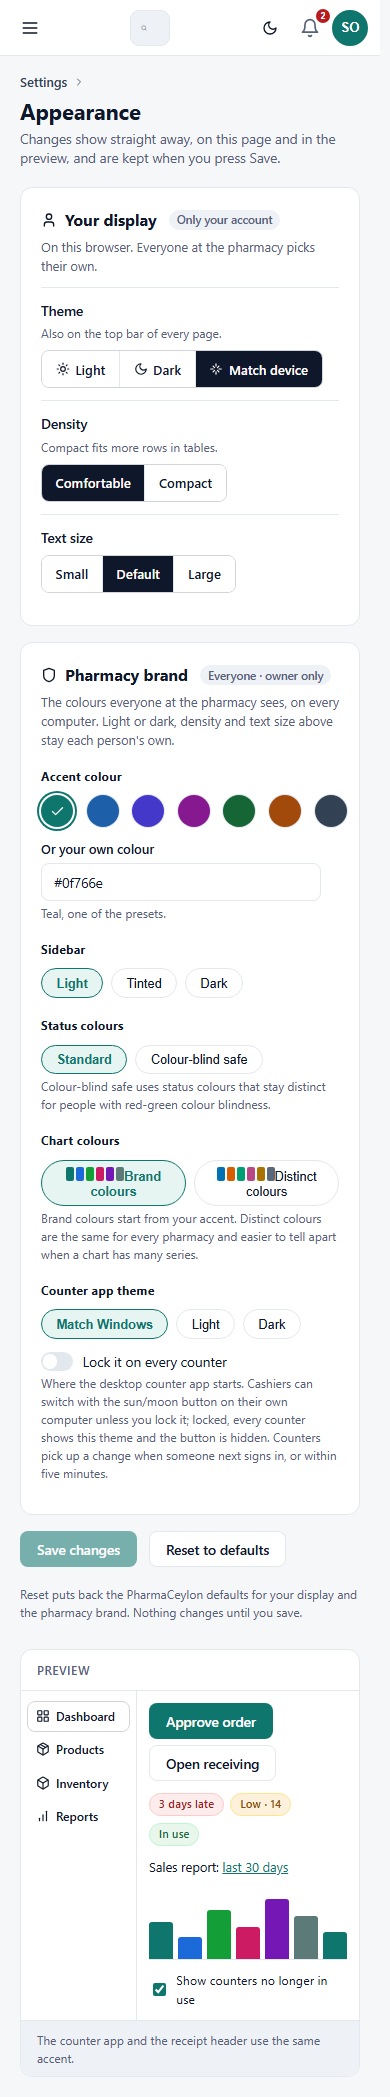 2
SO
Settings
Appearance
Changes show straight away, on this page and in the
preview, and are kept when you press Save.
Your display
Only your account
On this browser. Everyone at the pharmacy picks
their own.
Theme
Also on the top bar of every page.
Light
Dark
Match device
Density
Compact fits more rows in tables.
Comfortable
Compact
Text size
Small
Default
Large
Pharmacy brand
Everyone · owner only
The colours everyone at the pharmacy sees, on every
computer. Light or dark, density and text size above
stay each person's own.
Accent colour
Or your own colour
#0f766e
Teal, one of the presets.
Sidebar
Light
Tinted
Dark
Status colours
Standard
Colour-blind safe
Colour-blind safe uses status colours that stay distinct
for people with red-green colour blindness.
Chart colours
Brand
colours
Distinct
colours
Brand colours start from your accent. Distinct colours
are the same for every pharmacy and easier to tell apart
when a chart has many series.
Counter app theme
Match Windows
Light
Dark
Lock it on every counter
Where the desktop counter app starts. Cashiers can
switch with the sun/moon button on their own
computer unless you lock it; locked, every counter
shows this theme and the button is hidden. Counters
pick up a change when someone next signs in, or within
five minutes.
Save changes
Reset to defaults
Reset puts back the PharmaCeylon defaults for your display and
the pharmacy brand. Nothing changes until you save.
PREVIEW
Dashboard
Products
Inventory
Reports
Approve order
Open receiving
3 days late
Low · 14
In use
Sales report: last 30 days
Show counters no longer in
use
The counter app and the receipt header use the same
accent.